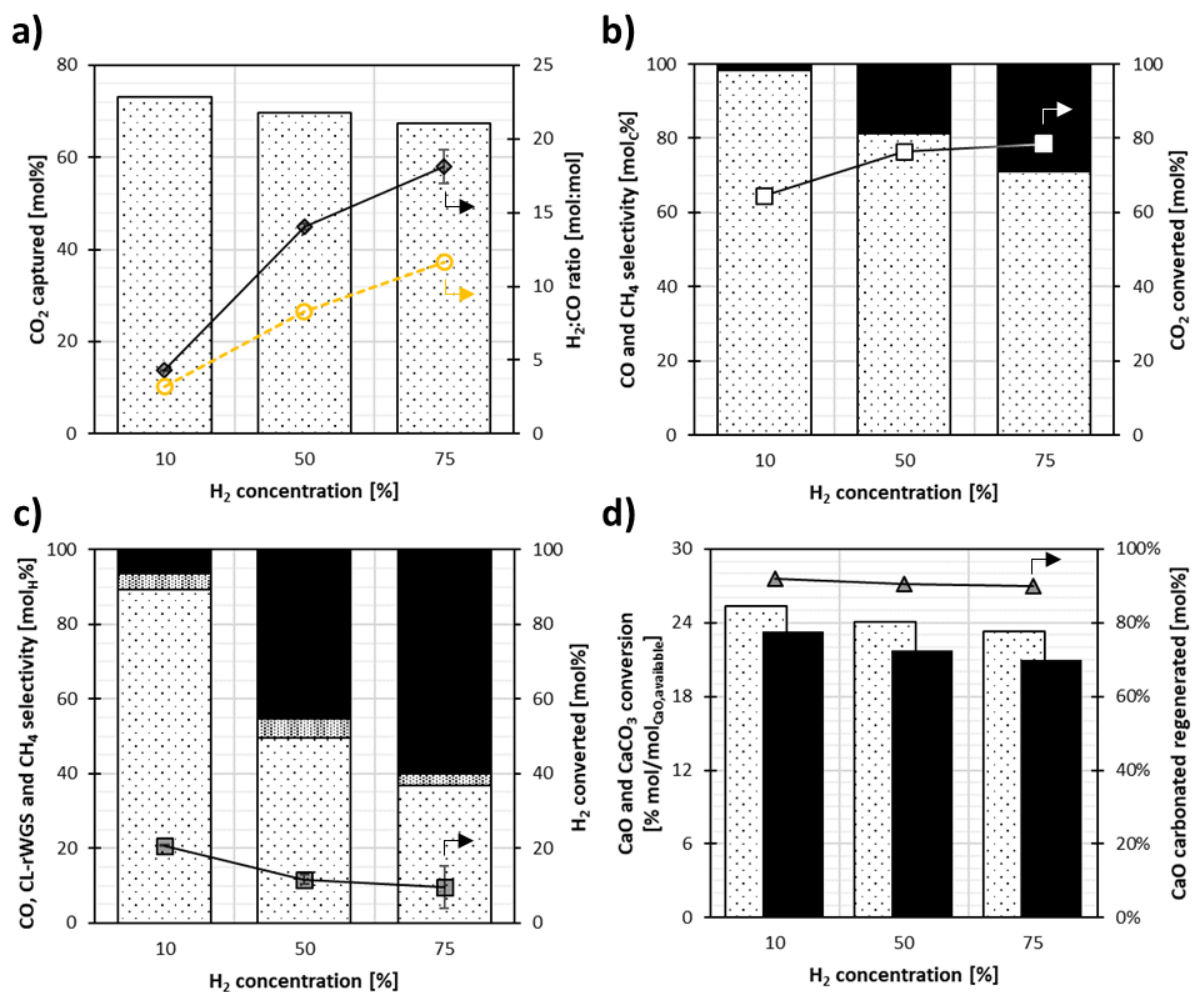 a)
CO₂ captured [mol%]
80
60
40
20
0
25
20
15
10
5
0
H₂:CO ratio [mol:mol]
10 50 75
H₂ concentration [%]
b)
CO and CH₄ selectivity [mol_C%]
100
80
60
40
20
0
100
80
60
40
20
0
CO₂ converted [mol%]
10 50 75
H₂ concentration [%]
c)
CO, CL-rWGS and CH₄ selectivity [mol_H%]
100
80
60
40
20
0
100
80
60
40
20
0
H₂ converted [mol%]
10 50 75
H₂ concentration [%]
d)
CaO and CaCO₃ conversion
[% mol/mol_CaO,available]
30
24
18
12
6
0
100%
80%
60%
40%
20%
0%
CaO carbonated regenerated [mol%]
10 50 75
H₂ concentration [%]